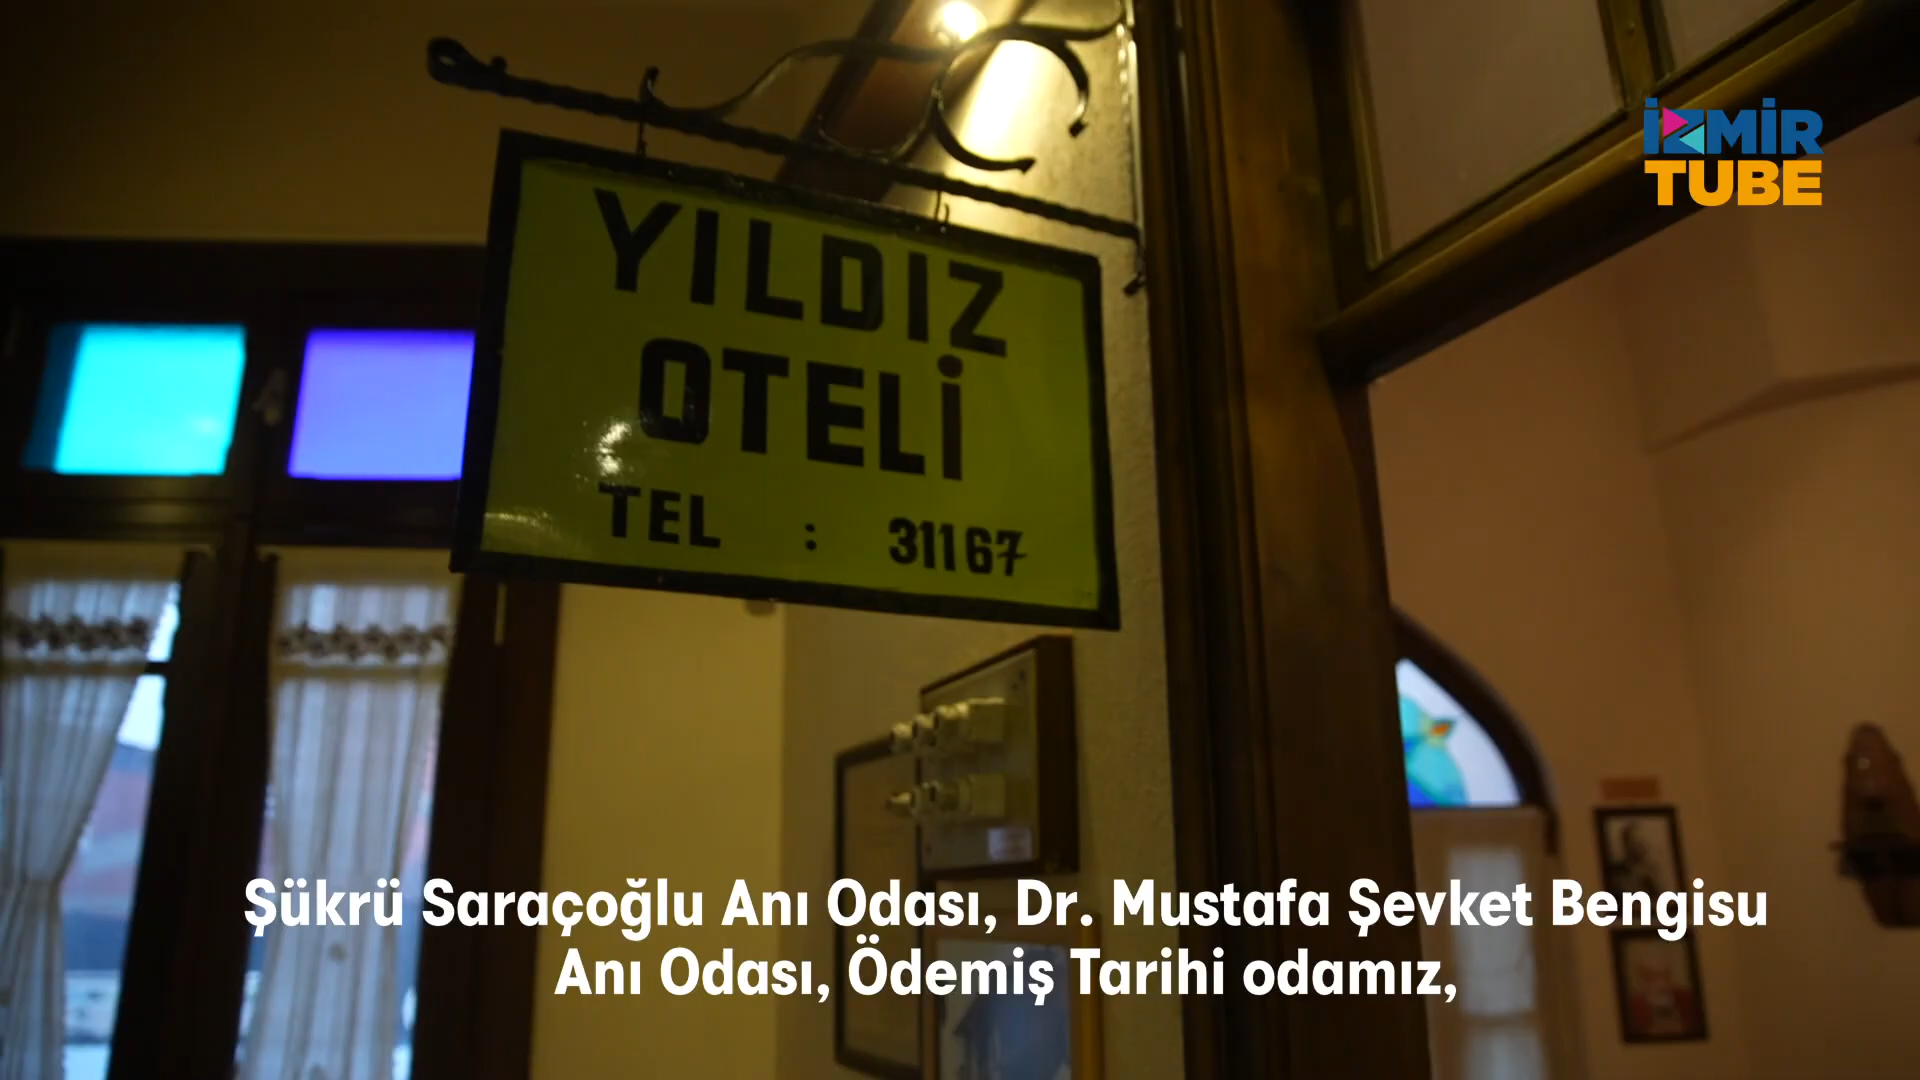 İZMİR
TUBE
YILDIZ
OTELİ
TEL : 31167
Şükrü Saraçoğlu Anı Odası, Dr. Mustafa Şevket Bengisu
Anı Odası, Ödemiş Tarihi odamız,